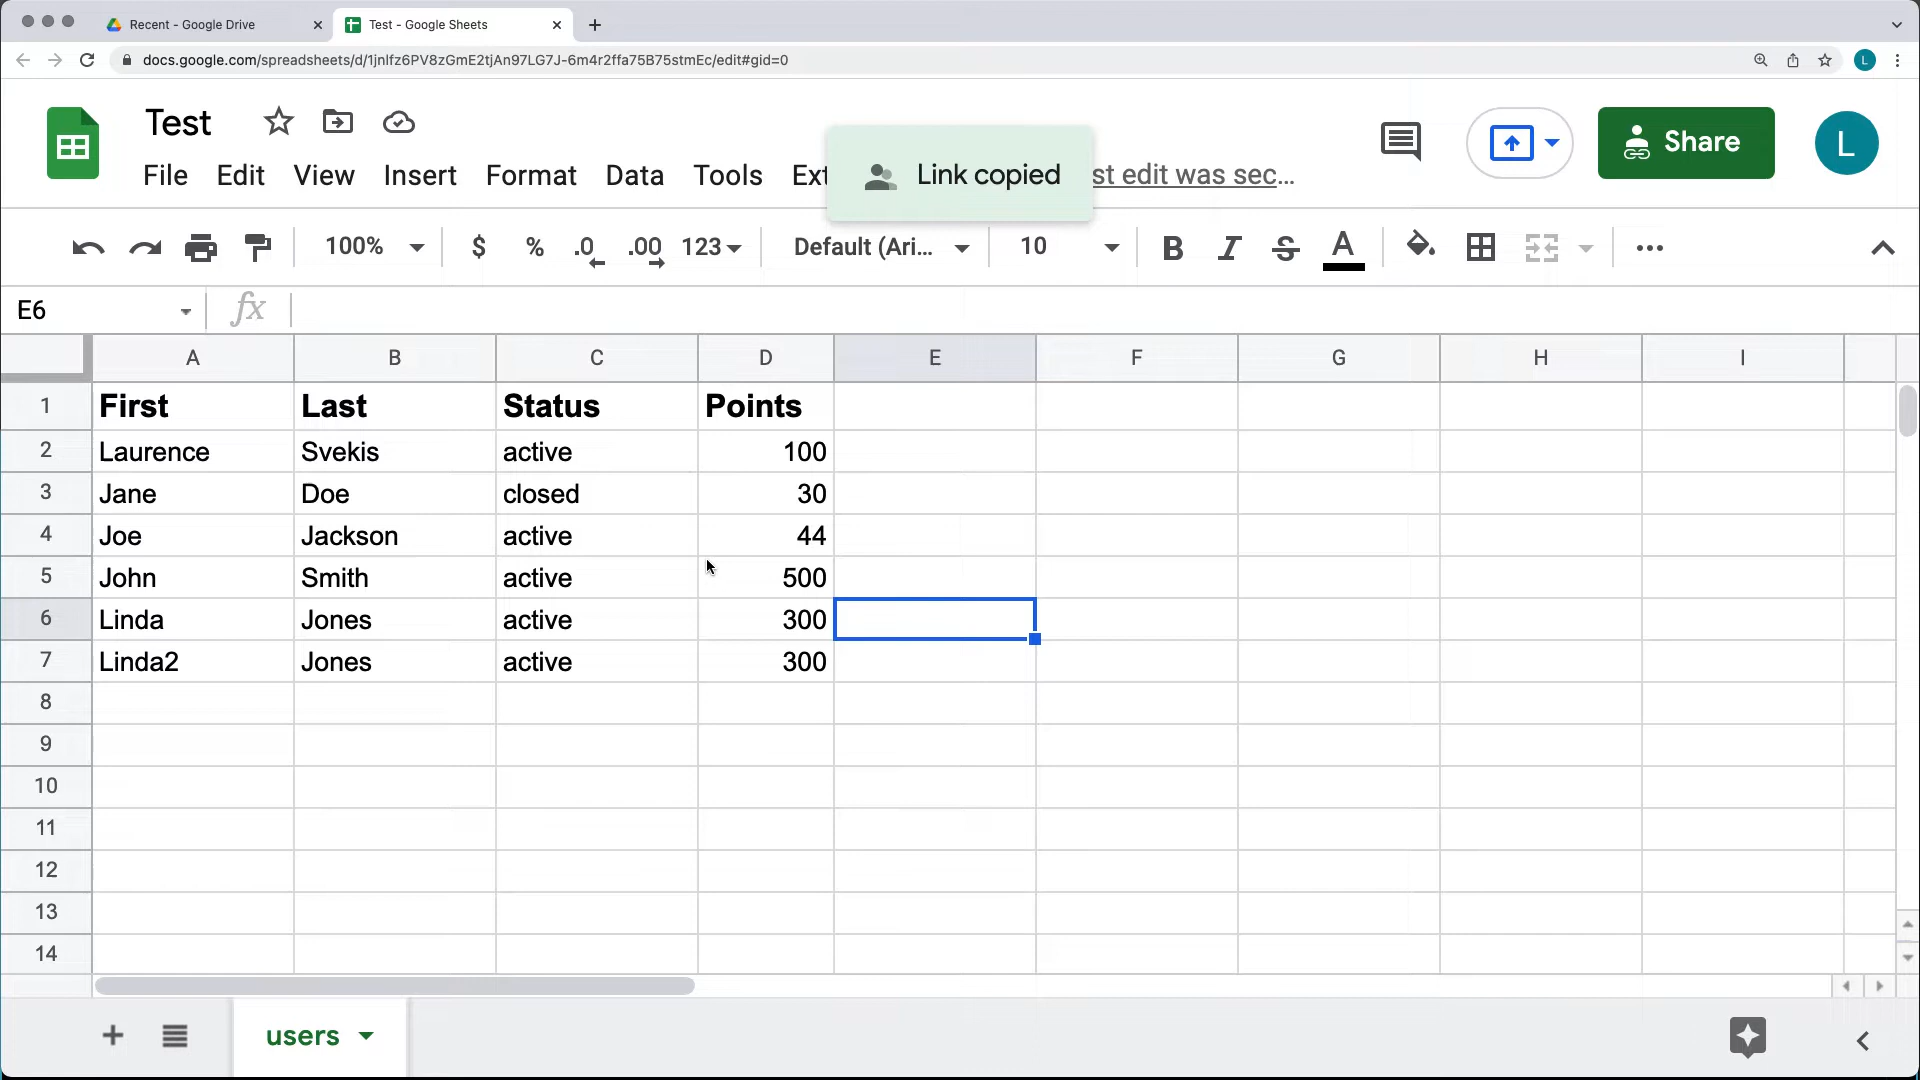 Recent - Google Drive
Test - Google Sheets
docs.google.com/spreadsheets/d/1jnlfz6PV8zGmE2tjAn97LG7J-6m4r2ffa75B75stmEc/edit#gid=0
L
Test
Share
L
File Edit View Insert Format Data Tools Ext
Link copied
st edit was sec...
100% $ % .0 .00 123 Default (Ari... 10 B I S A
E6 fx
A B C D E F G H I
1 First Last Status Points
2 Laurence Svekis active 100
3 Jane Doe closed 30
4 Joe Jackson active 44
5 John Smith active 500
6 Linda Jones active 300
7 Linda2 Jones active 300
8
9
10
11
12
13
14
users